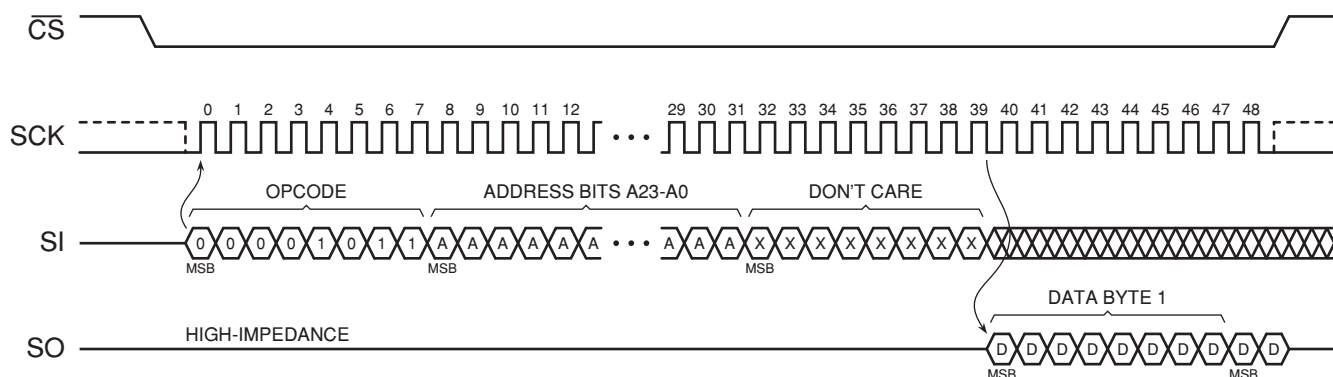 CS
0 1 2 3 4 5 6 7 8 9 10 11 12 29 30 31 32 33 34 35 36 37 38 39 40 41 42 43 44 45 46 47 48
SCK
OPCODE ADDRESS BITS A23-A0 DON'T CARE
SI 0 0 0 0 1 0 1 1 A A A A A A A A A X X X X X X X X
MSB MSB MSB
DATA BYTE 1
HIGH-IMPEDANCE
SO D D D D D D D D D D
MSB MSB